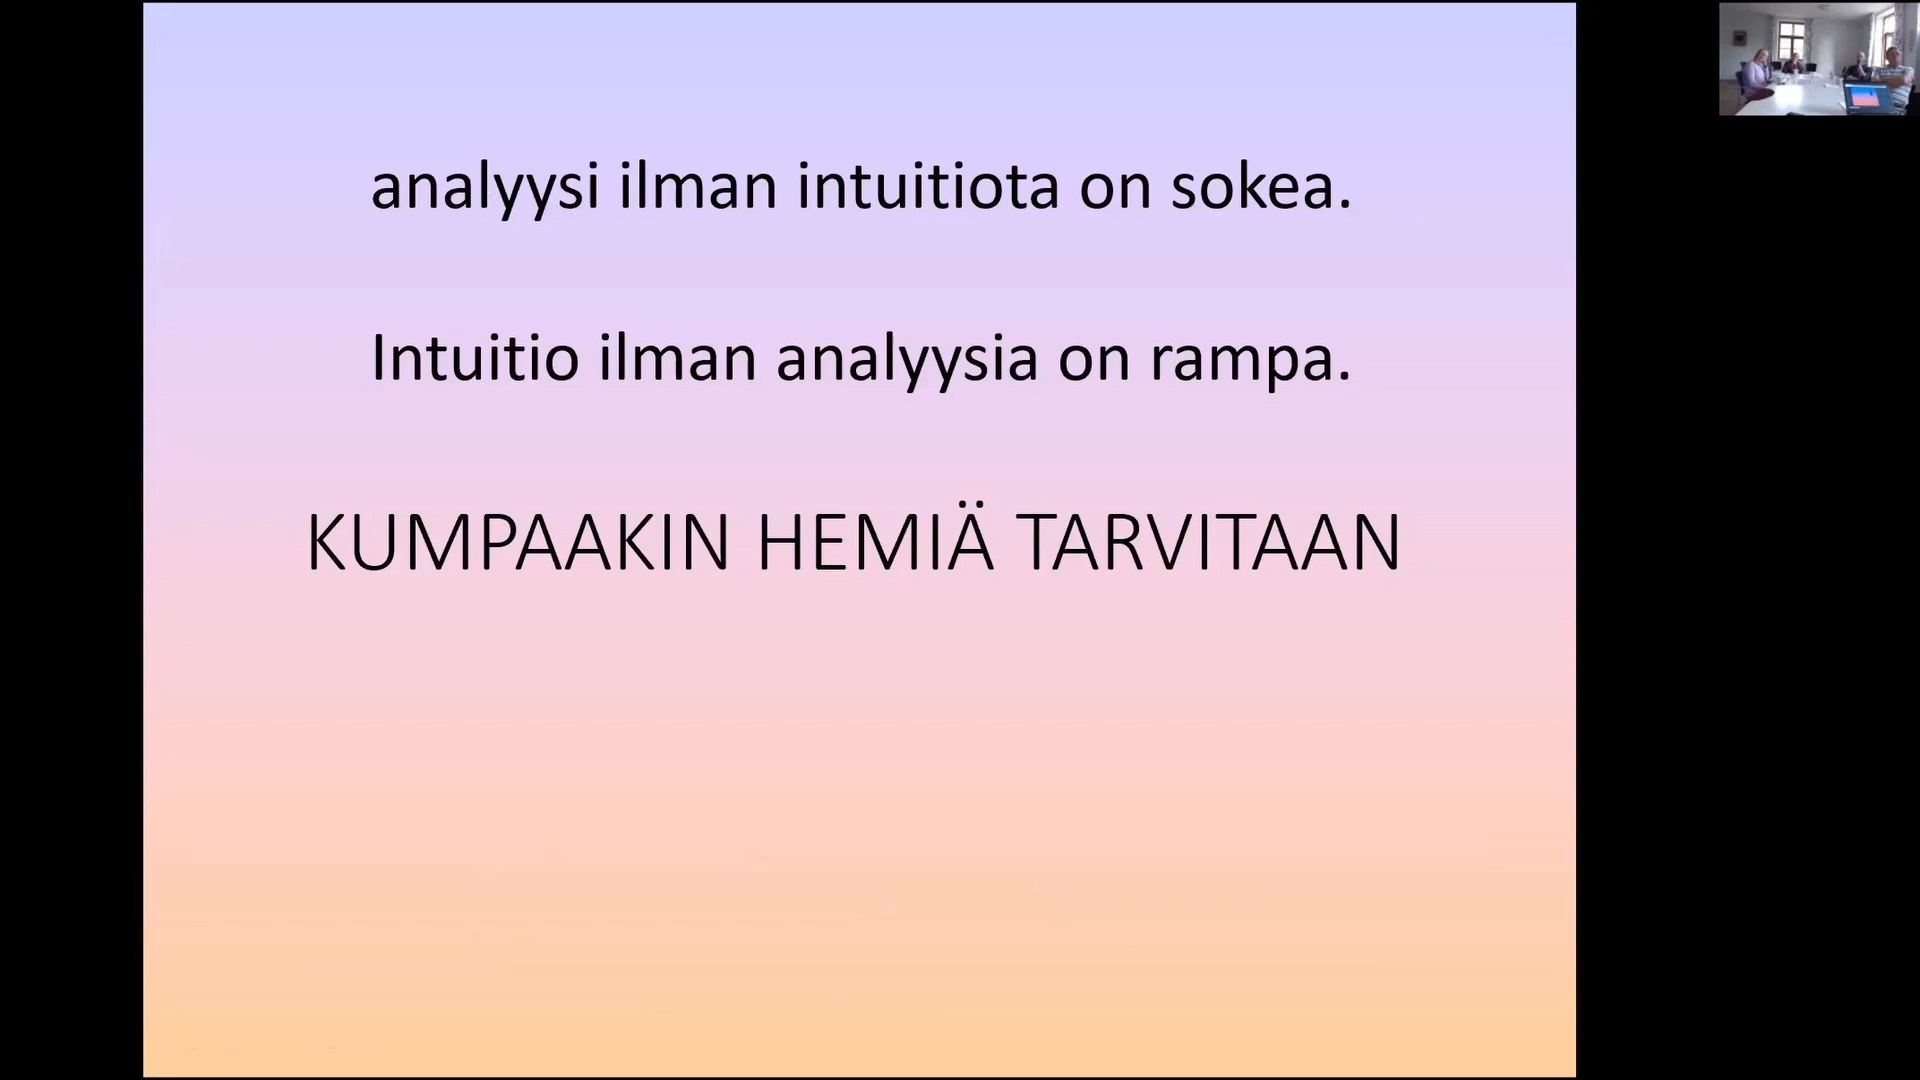 analyysi ilman intuitiota on sokea.
Intuitio ilman analyysia on rampa.
KUMPAAKIN HEMIÄ TARVITAAN